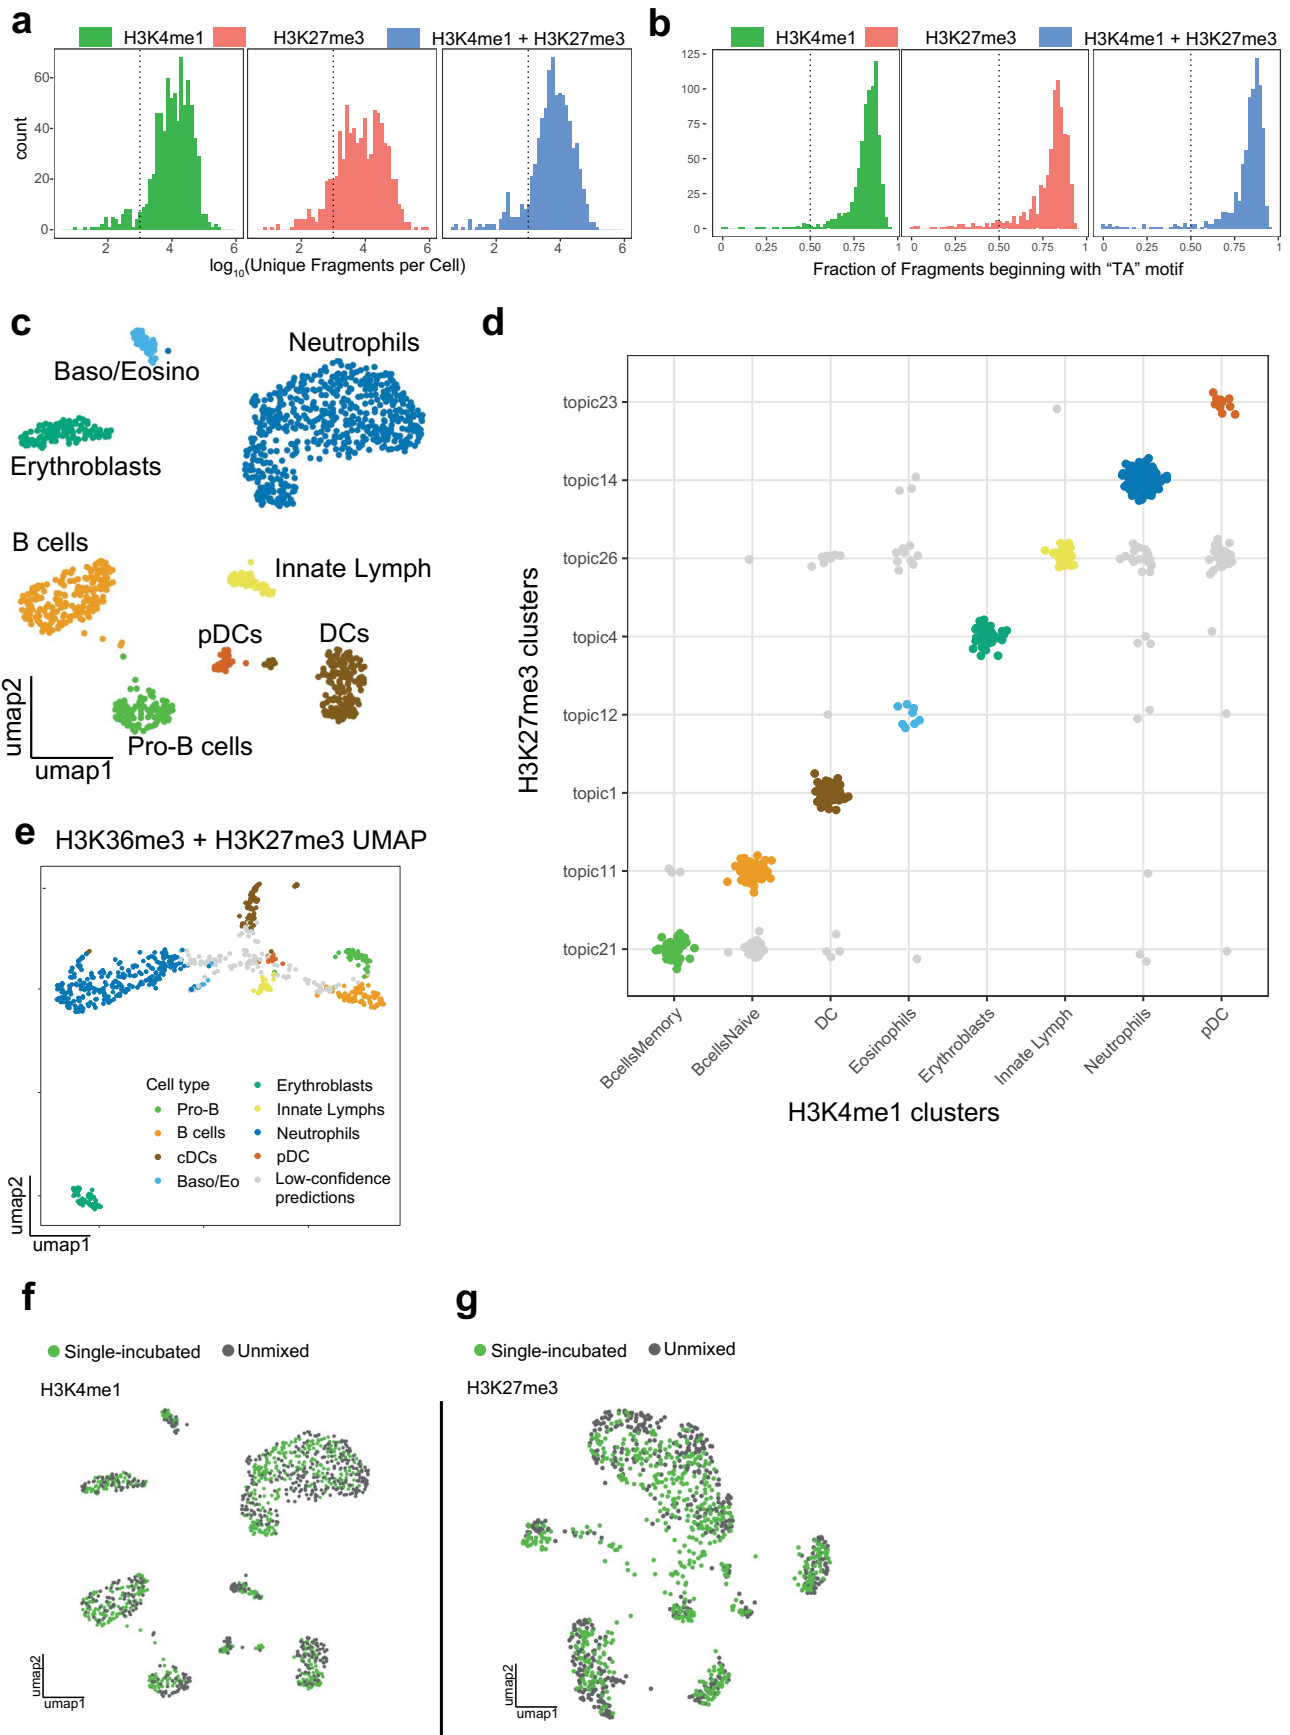 a
H3K4me1 H3K27me3 H3K4me1 + H3K27me3
count
60
40
20
0
2 4 6 2 4 6 2 4 6
log10(Unique Fragments per Cell)
b
H3K4me1 H3K27me3 H3K4me1 + H3K27me3
125
100
75
50
25
0
0 0.25 0.50 0.75 1 0 0.25 0.50 0.75 1 0 0.25 0.50 0.75 1
Fraction of Fragments beginning with “TA” motif
c
Neutrophils
Baso/Eosino
Erythroblasts
B cells
Innate Lymph
pDCs DCs
Pro-B cells
umap2
umap1
d
H3K27me3 clusters
topic23
topic14
topic26
topic4
topic12
topic1
topic11
topic21
BcellsMemory
BcellsNaive
DC
Eosinophils
Erythroblasts
Innate Lymph
Neutrophils
pDC
H3K4me1 clusters
e
H3K36me3 + H3K27me3 UMAP
Cell type
Pro-B
B cells
cDCs
Baso/Eo
Erythroblasts
Innate Lymphs
Neutrophils
pDC
Low-confidence
predictions
umap2
umap1
f
Single-incubated Unmixed
H3K4me1
umap2
umap1
g
Single-incubated Unmixed
H3K27me3
umap2
umap1